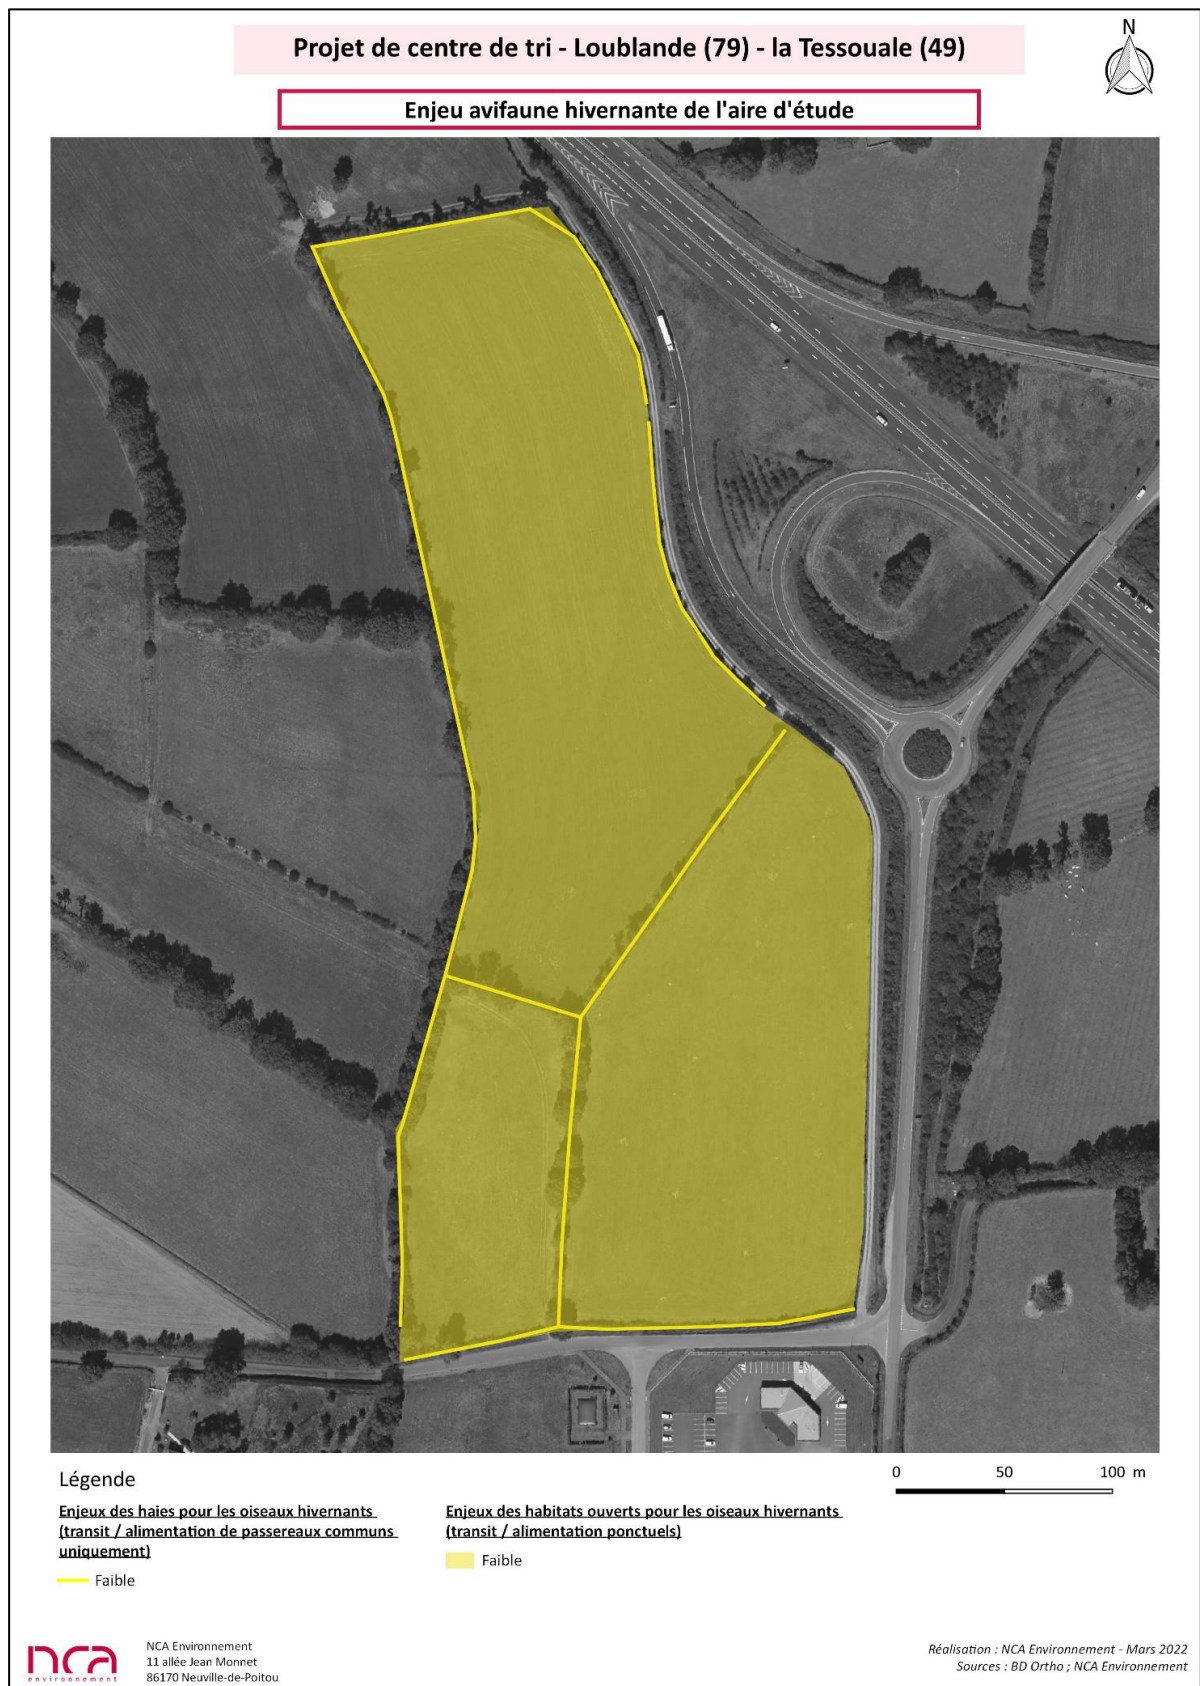 Projet de centre de tri - Loublande (79) - la Tessouale (49)
N
Enjeu avifaune hivernante de l'aire d'étude
Légende
0 50 100 m
Enjeux des haies pour les oiseaux hivernants
(transit / alimentation de passereaux communs
uniquement)
Faible
Enjeux des habitats ouverts pour les oiseaux hivernants
(transit / alimentation ponctuels)
Faible
nca
environnement
NCA Environnement
11 allée Jean Monnet
86170 Neuville-de-Poitou
Réalisation : NCA Environnement - Mars 2022
Sources : BD Ortho ; NCA Environnement